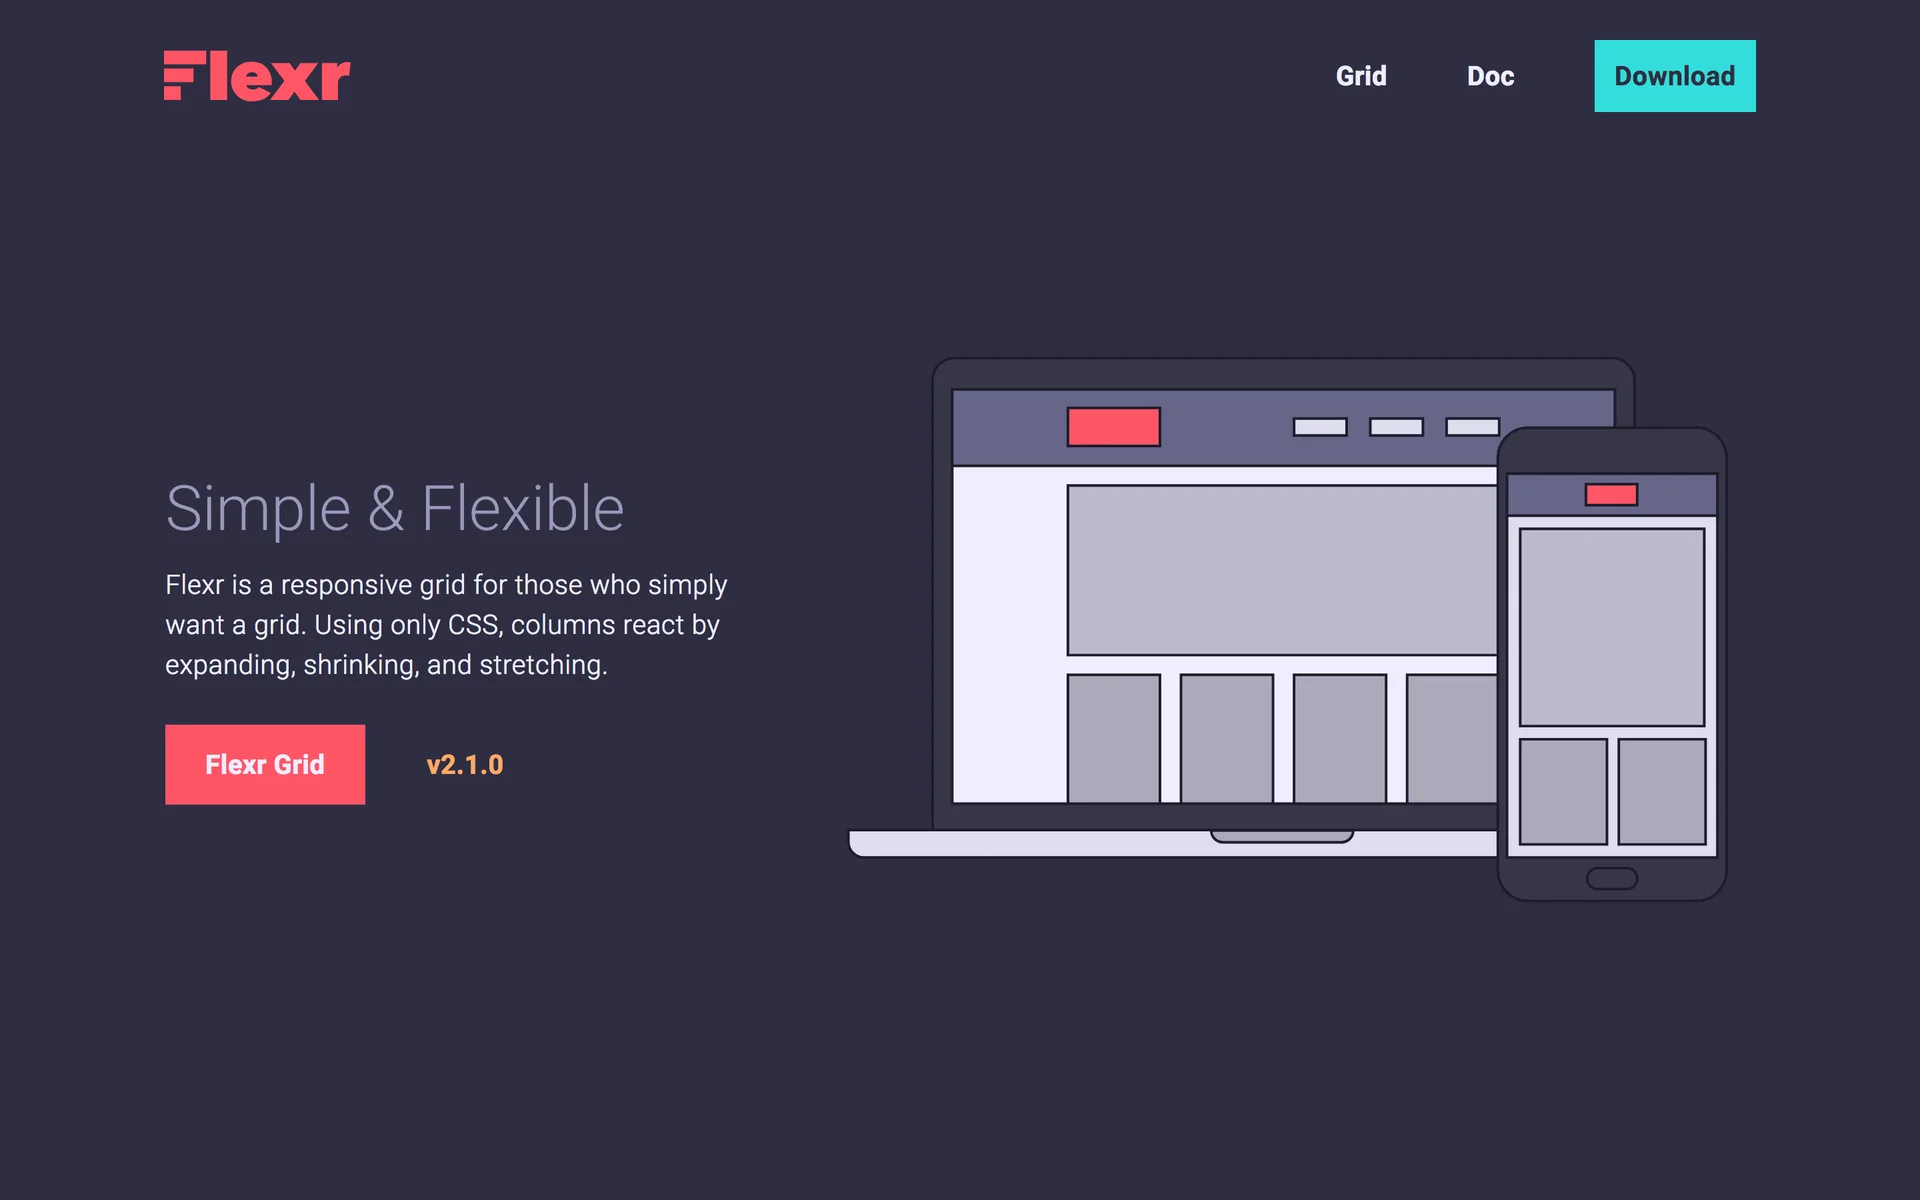 Flexr
Grid
Doc
Download
Simple & Flexible
Flexr is a responsive grid for those who simply
want a grid. Using only CSS, columns react by
expanding, shrinking, and stretching.
Flexr Grid
v2.1.0